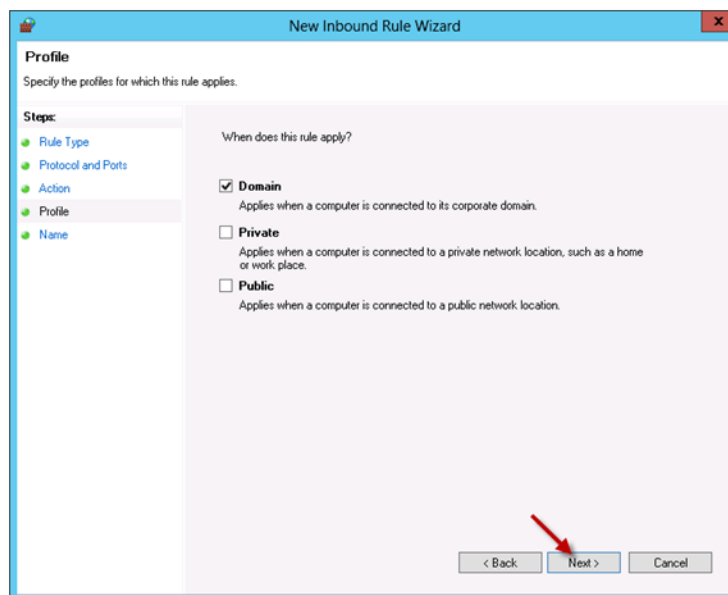 New Inbound Rule Wizard
x
Profile
Specify the profiles for which this rule applies.
Steps:
Rule Type
Protocol and Ports
Action
Profile
Name
When does this rule apply?
Domain
Applies when a computer is connected to its corporate domain.
Private
Applies when a computer is connected to a private network location, such as a home
or work place.
Public
Applies when a computer is connected to a public network location.
< Back
Next >
Cancel